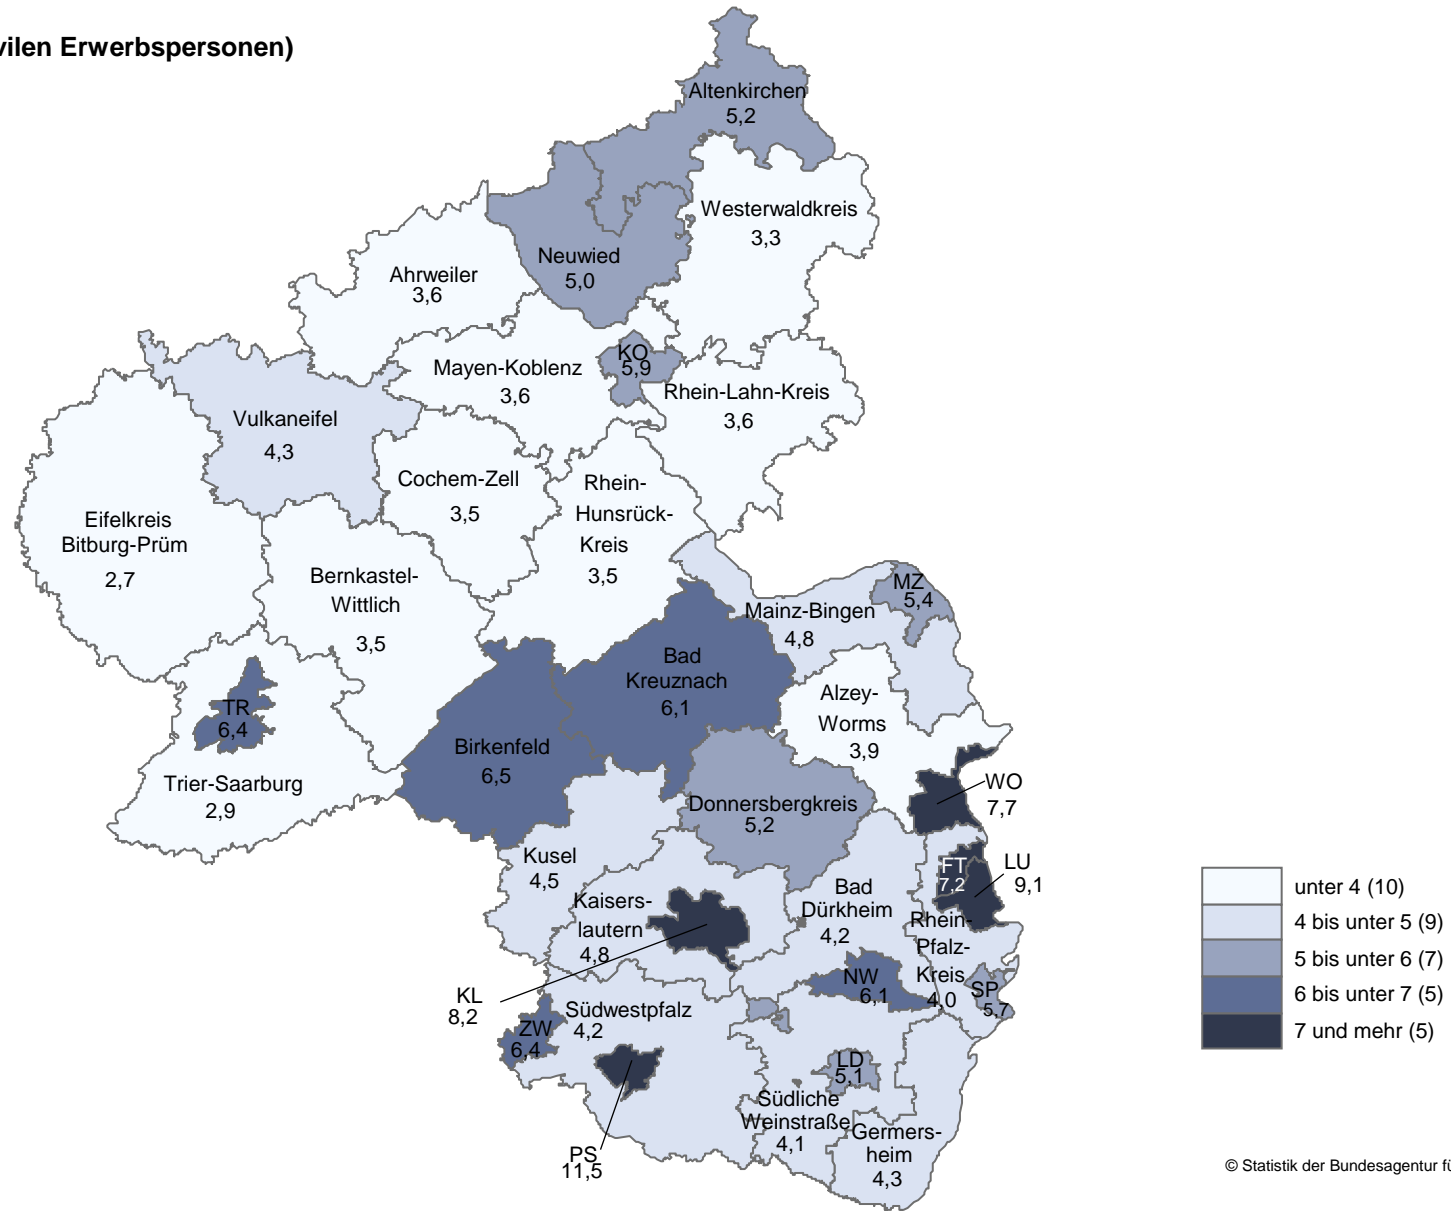 vilen Erwerbspersonen)
Altenkirchen
5,2
Westerwaldkreis
3,3
Neuwied
5,0
Ahrweiler
3,6
KO
5,9
Mayen-Koblenz
3,6
Rhein-Lahn-Kreis
3,6
Vulkaneifel
4,3
Cochem-Zell
3,5
Rhein-
Hunsrück-
Kreis
3,5
Eifelkreis
Bitburg-Prüm
2,7
Bernkastel-
Wittlich
3,5
MZ
5,4
Mainz-Bingen
4,8
Bad
Kreuznach
6,1
Alzey-
Worms
3,9
TR
6,4
Trier-Saarburg
2,9
Birkenfeld
6,5
Donnersbergkreis
5,2
WO
7,7
Kusel
4,5
FT
7,2
LU
9,1
Kaisers-
lautern
4,8
Bad
Dürkheim
4,2
Rhein-
Pfalz-
Kreis
4,0
KL
8,2
NW
6,1
SP
5,7
Südwestpfalz
4,2
ZW
6,4
LD
5,1
Südliche
Weinstraße
4,1
Germers-
heim
4,3
PS
11,5
unter 4 (10)
4 bis unter 5 (9)
5 bis unter 6 (7)
6 bis unter 7 (5)
7 und mehr (5)
© Statistik der Bundesagentur fü